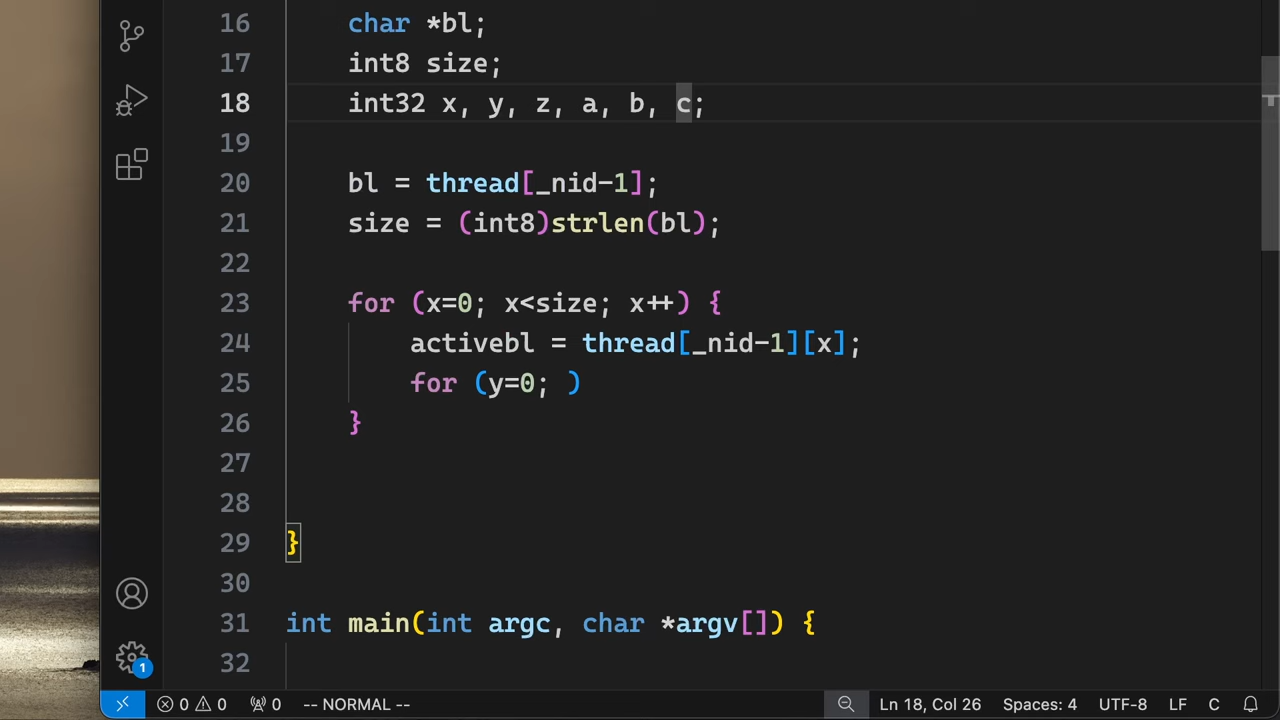 16 char *bl;
17 int8 size;
18 int32 x, y, z, a, b, c;
19
20 bl = thread[_nid-1];
21 size = (int8)strlen(bl);
22
23 for (x=0; x<size; x++) {
24 activebl = thread[_nid-1][x];
25 for (y=0; )
26 }
27
28
29 }
30
31 int main(int argc, char *argv[]) {
32
1
0 0 0 -- NORMAL -- Ln 18, Col 26 Spaces: 4 UTF-8 LF C